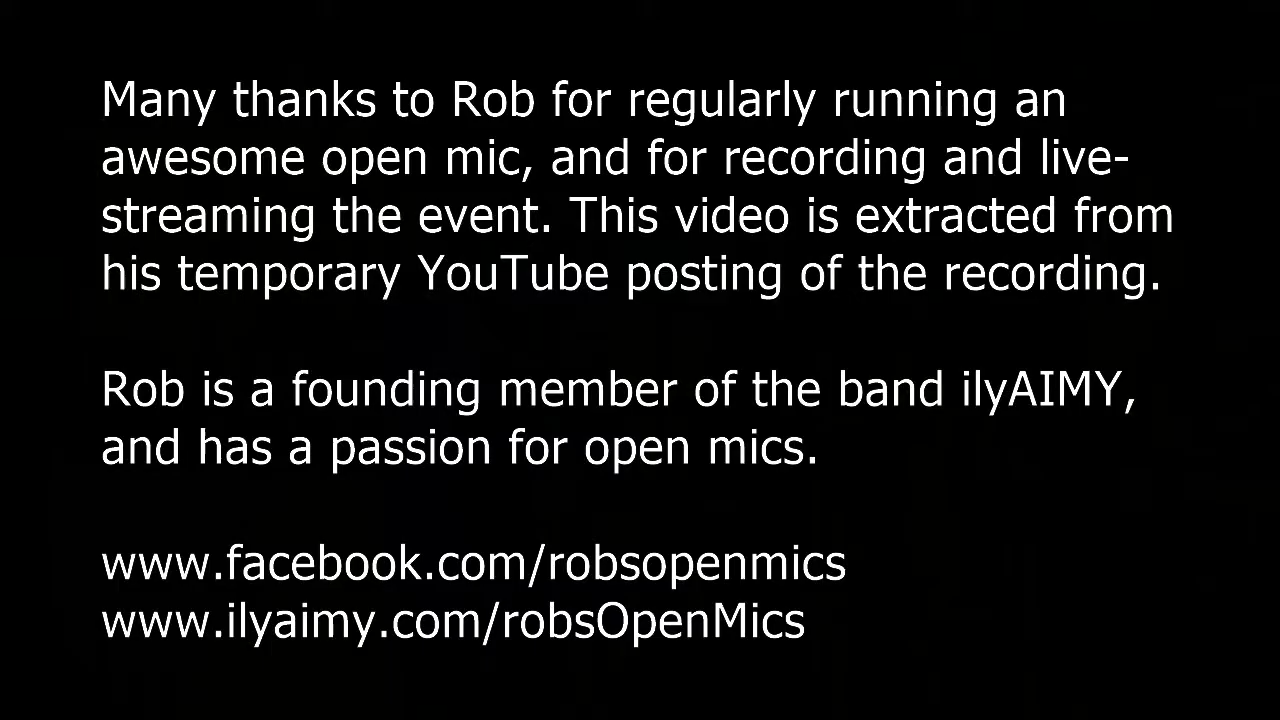 Many thanks to Rob for regularly running an
awesome open mic, and for recording and live-
streaming the event. This video is extracted from
his temporary YouTube posting of the recording.
Rob is a founding member of the band ilyAIMY,
and has a passion for open mics.
www.facebook.com/robsopenmics
www.ilyaimy.com/robsOpenMics